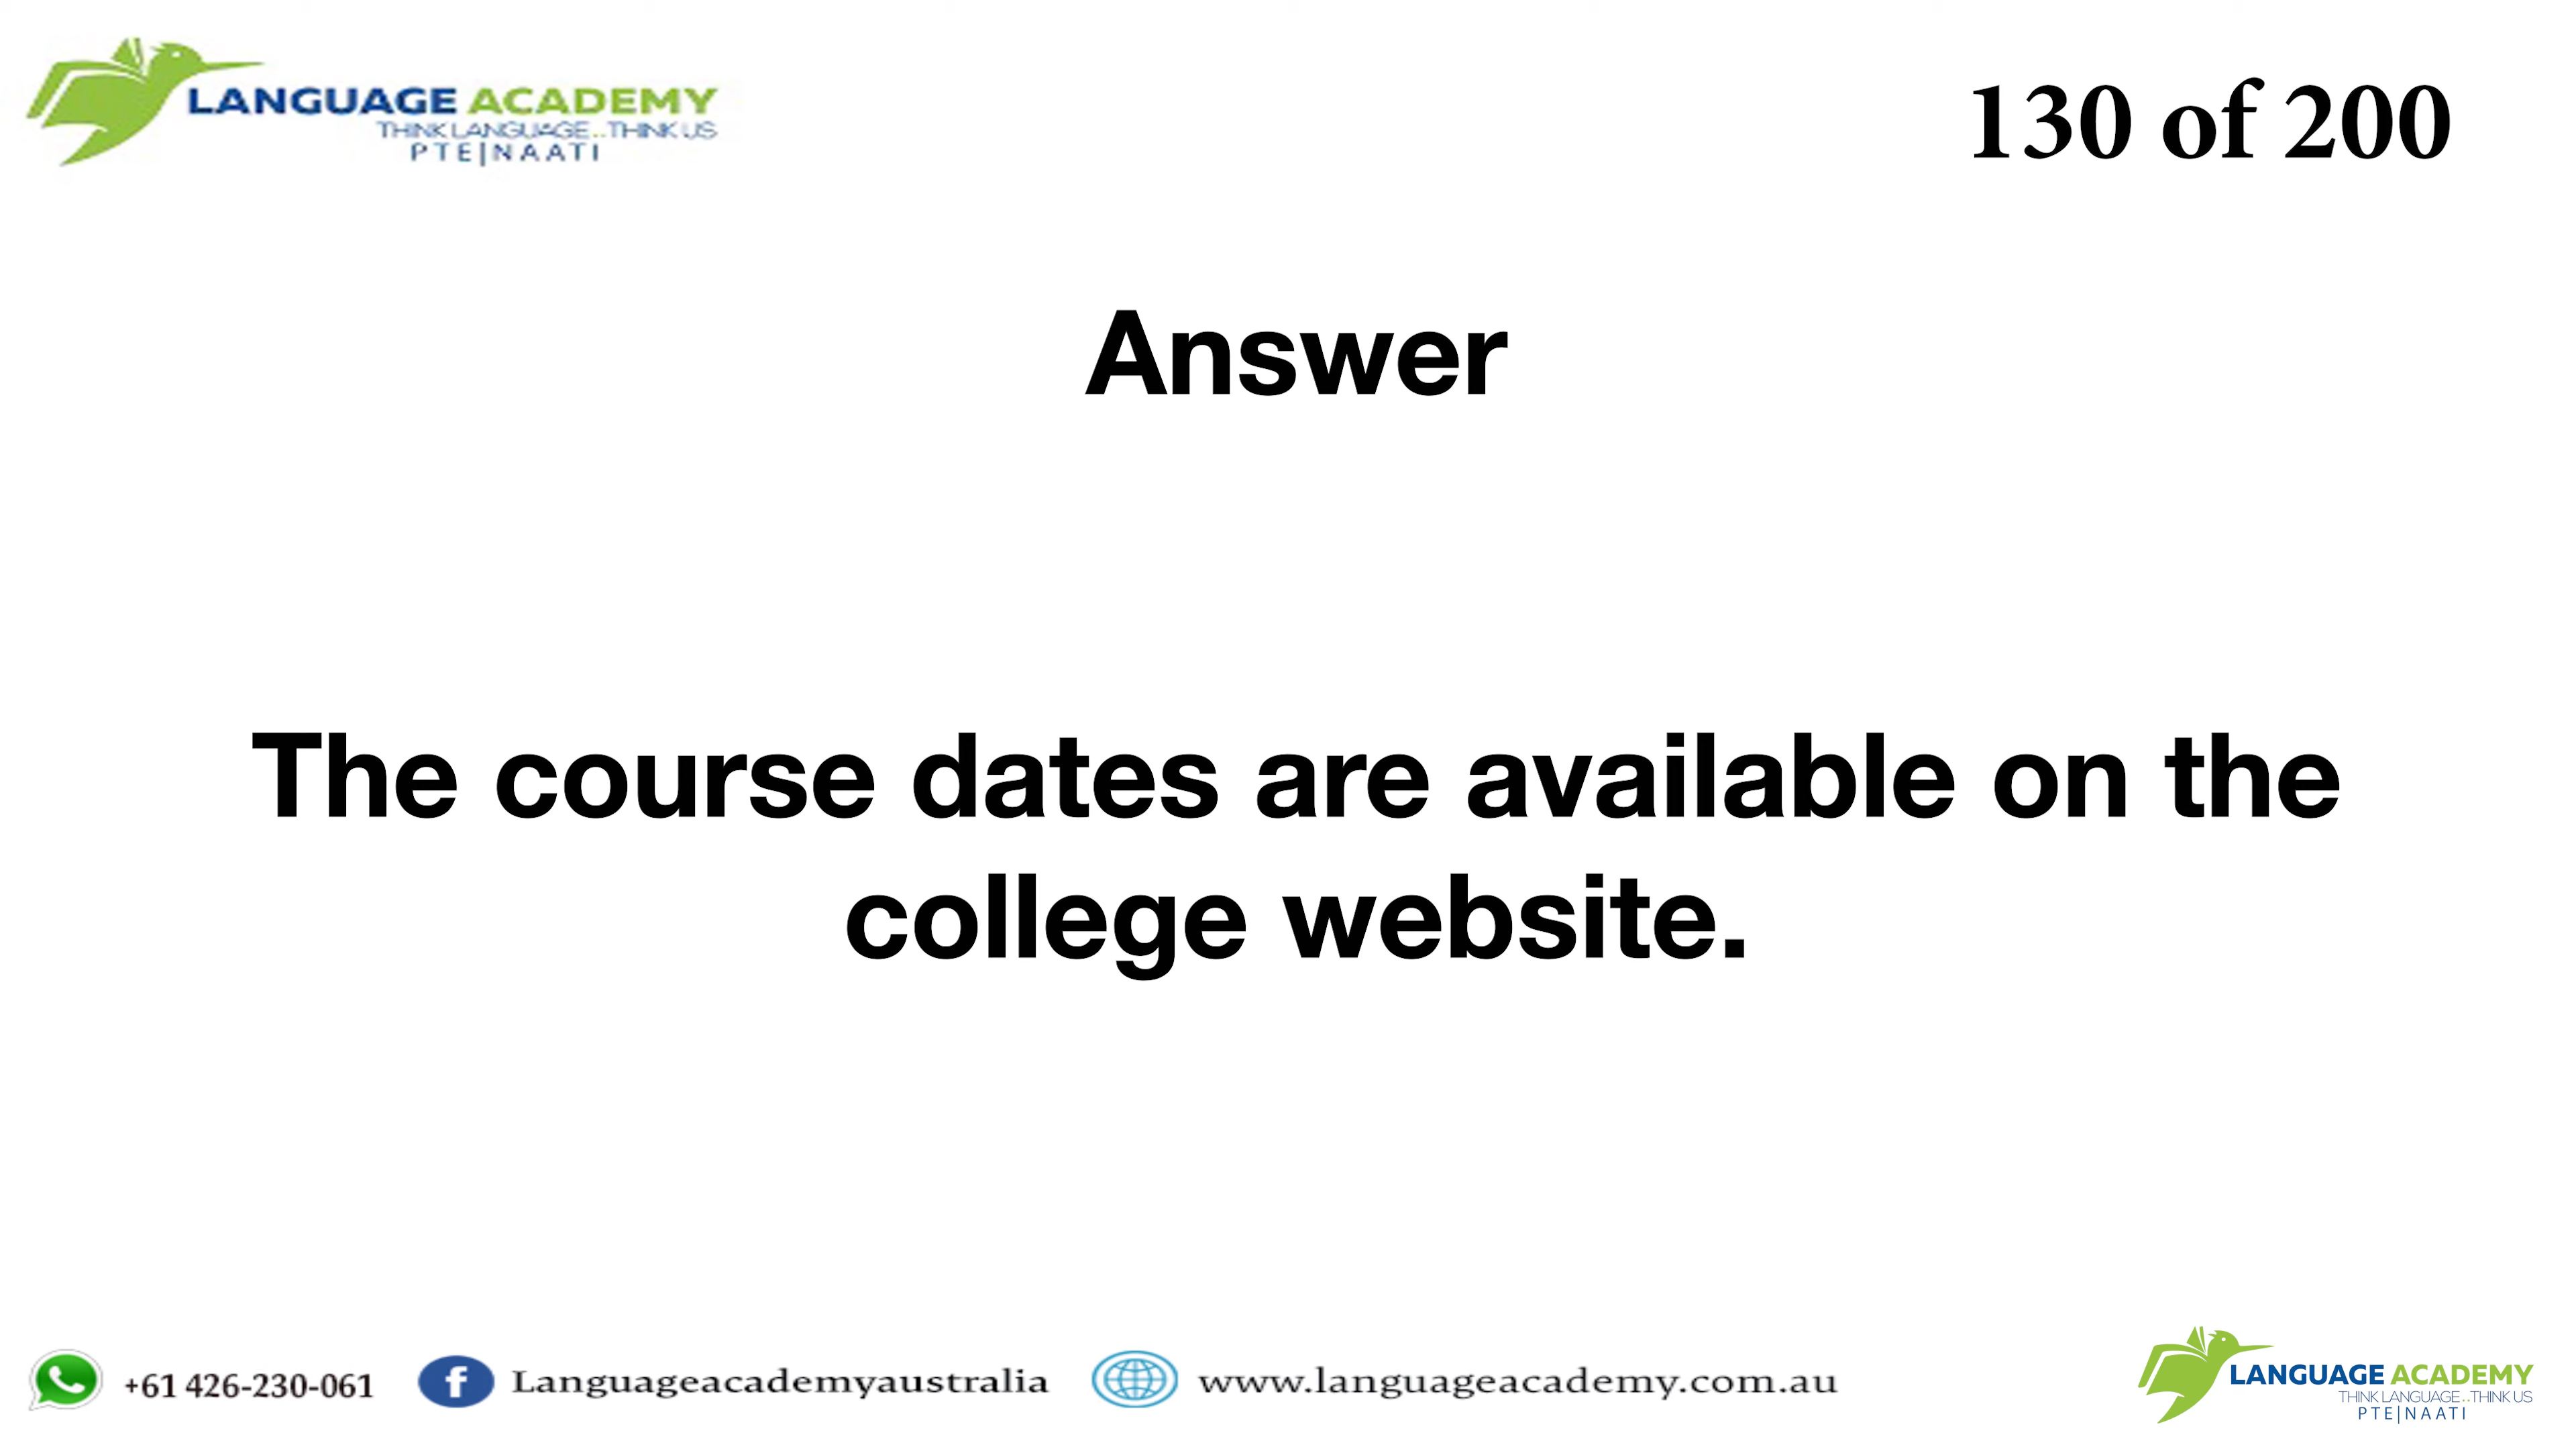 LANGUAGE ACADEMY
THINK LANGUAGE..THINK US
PTE|NAATI
130 of 200
Answer
The course dates are available on the
college website.
+61 426-230-061
Languageacademyaustralia
www.languageacademy.com.au
LANGUAGE ACADEMY
THINK LANGUAGE..THINK US
PTE|NAATI